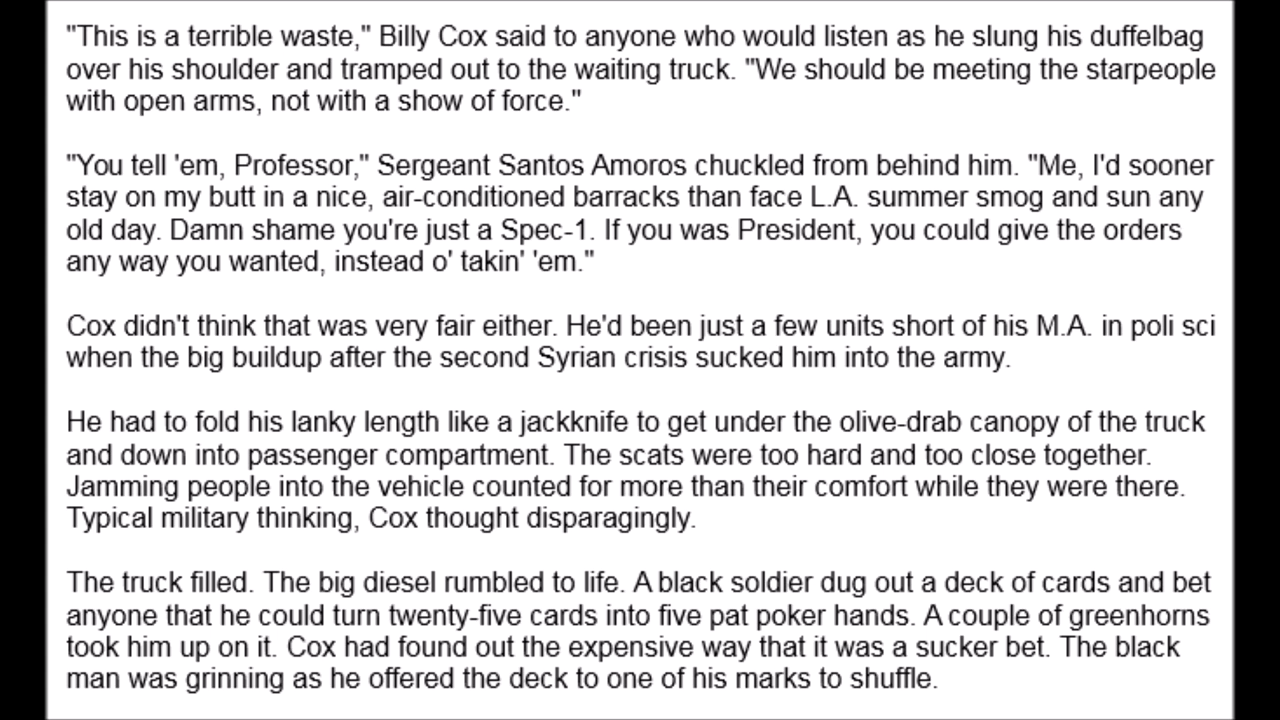 "This is a terrible waste," Billy Cox said to anyone who would listen as he slung his duffelbag
over his shoulder and tramped out to the waiting truck. "We should be meeting the starpeople
with open arms, not with a show of force."
"You tell 'em, Professor," Sergeant Santos Amoros chuckled from behind him. "Me, I'd sooner
stay on my butt in a nice, air-conditioned barracks than face L.A. summer smog and sun any
old day. Damn shame you're just a Spec-1. If you was President, you could give the orders
any way you wanted, instead o' takin' 'em."
Cox didn't think that was very fair either. He'd been just a few units short of his M.A. in poli sci
when the big buildup after the second Syrian crisis sucked him into the army.
He had to fold his lanky length like a jackknife to get under the olive-drab canopy of the truck
and down into passenger compartment. The scats were too hard and too close together.
Jamming people into the vehicle counted for more than their comfort while they were there.
Typical military thinking, Cox thought disparagingly.
The truck filled. The big diesel rumbled to life. A black soldier dug out a deck of cards and bet
anyone that he could turn twenty-five cards into five pat poker hands. A couple of greenhorns
took him up on it. Cox had found out the expensive way that it was a sucker bet. The black
man was grinning as he offered the deck to one of his marks to shuffle.